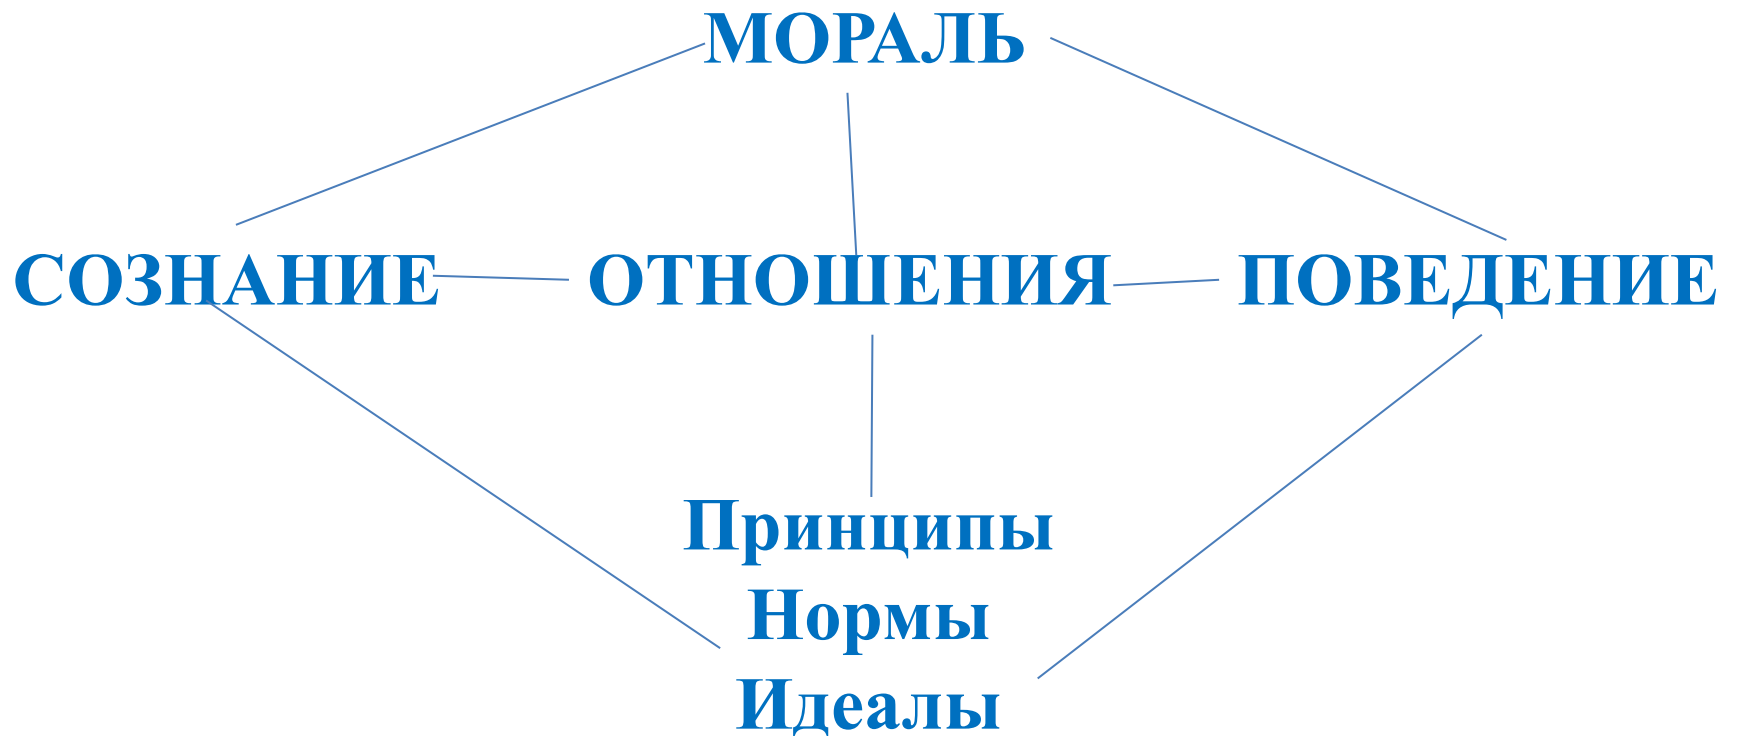 МОРАЛЬ
СОЗНАНИЕ ОТНОШЕНИЯ ПОВЕДЕНИЕ
Принципы
Нормы
Идеалы